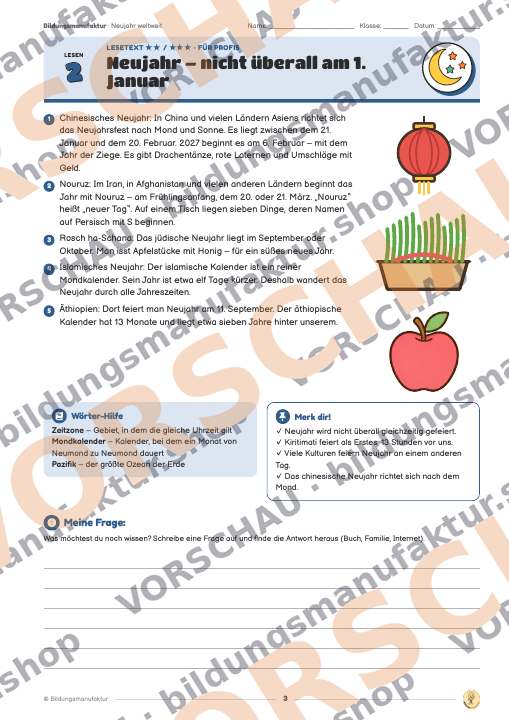 Bildungsmanufaktur · Neujahr weltweit Name: Klasse: Datum:
LESEN
2
LESETEXT ★★ / ★★★ · FÜR PROFIS
Neujahr – nicht überall am 1.
Januar
1 Chinesisches Neujahr: In China und vielen Ländern Asiens richtet sich
das Neujahrsfest nach Mond und Sonne. Es liegt zwischen dem 21.
Januar und dem 20. Februar. 2027 beginnt es am 6. Februar – mit dem
Jahr der Ziege. Es gibt Drachentänze, rote Laternen und Umschläge mit
Geld.
2 Nouruz: Im Iran, in Afghanistan und vielen anderen Ländern beginnt das
Jahr mit Nouruz – am Frühlingsanfang, dem 20. oder 21. März. „Nouruz“
heißt „neuer Tag“. Auf einem Tisch liegen sieben Dinge, deren Namen
auf Persisch mit S beginnen.
3 Rosch ha-Schana: Das jüdische Neujahr liegt im September oder
Oktober. Man isst Apfelstücke mit Honig – für ein süßes neues Jahr.
4 Islamisches Neujahr: Der islamische Kalender ist ein reiner
Mondkalender. Sein Jahr ist etwa elf Tage kürzer. Deshalb wandert das
Neujahr durch alle Jahreszeiten.
5 Äthiopien: Dort feiert man Neujahr am 11. September. Der äthiopische
Kalender hat 13 Monate und liegt etwa sieben Jahre hinter unserem.
Wörter-Hilfe
Zeitzone – Gebiet, in dem die gleiche Uhrzeit gilt
Mondkalender – Kalender, bei dem ein Monat von
Neumond zu Neumond dauert
Pazifik – der größte Ozean der Erde
Merk dir!
✓ Neujahr wird nicht überall gleichzeitig gefeiert.
✓ Kiritimati feiert als Erstes, 13 Stunden vor uns.
✓ Viele Kulturen feiern Neujahr an einem anderen
Tag.
✓ Das chinesische Neujahr richtet sich nach dem
Mond.
Meine Frage:
Was möchtest du noch wissen? Schreibe eine Frage auf und finde die Antwort heraus (Buch, Familie, Internet).
© Bildungsmanufaktur 3
VORSCHAU · bildungsmanufaktur.shop
VORSCHAU